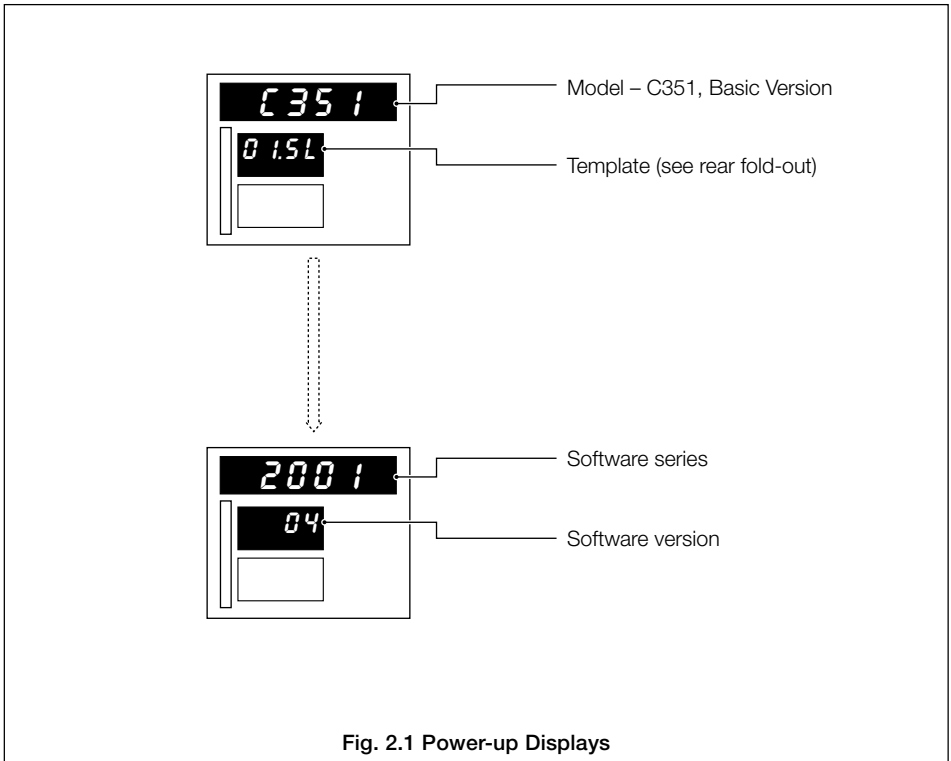 C351
Model – C351, Basic Version
01.SL
Template (see rear fold-out)
2001
Software series
04
Software version
Fig. 2.1 Power-up Displays